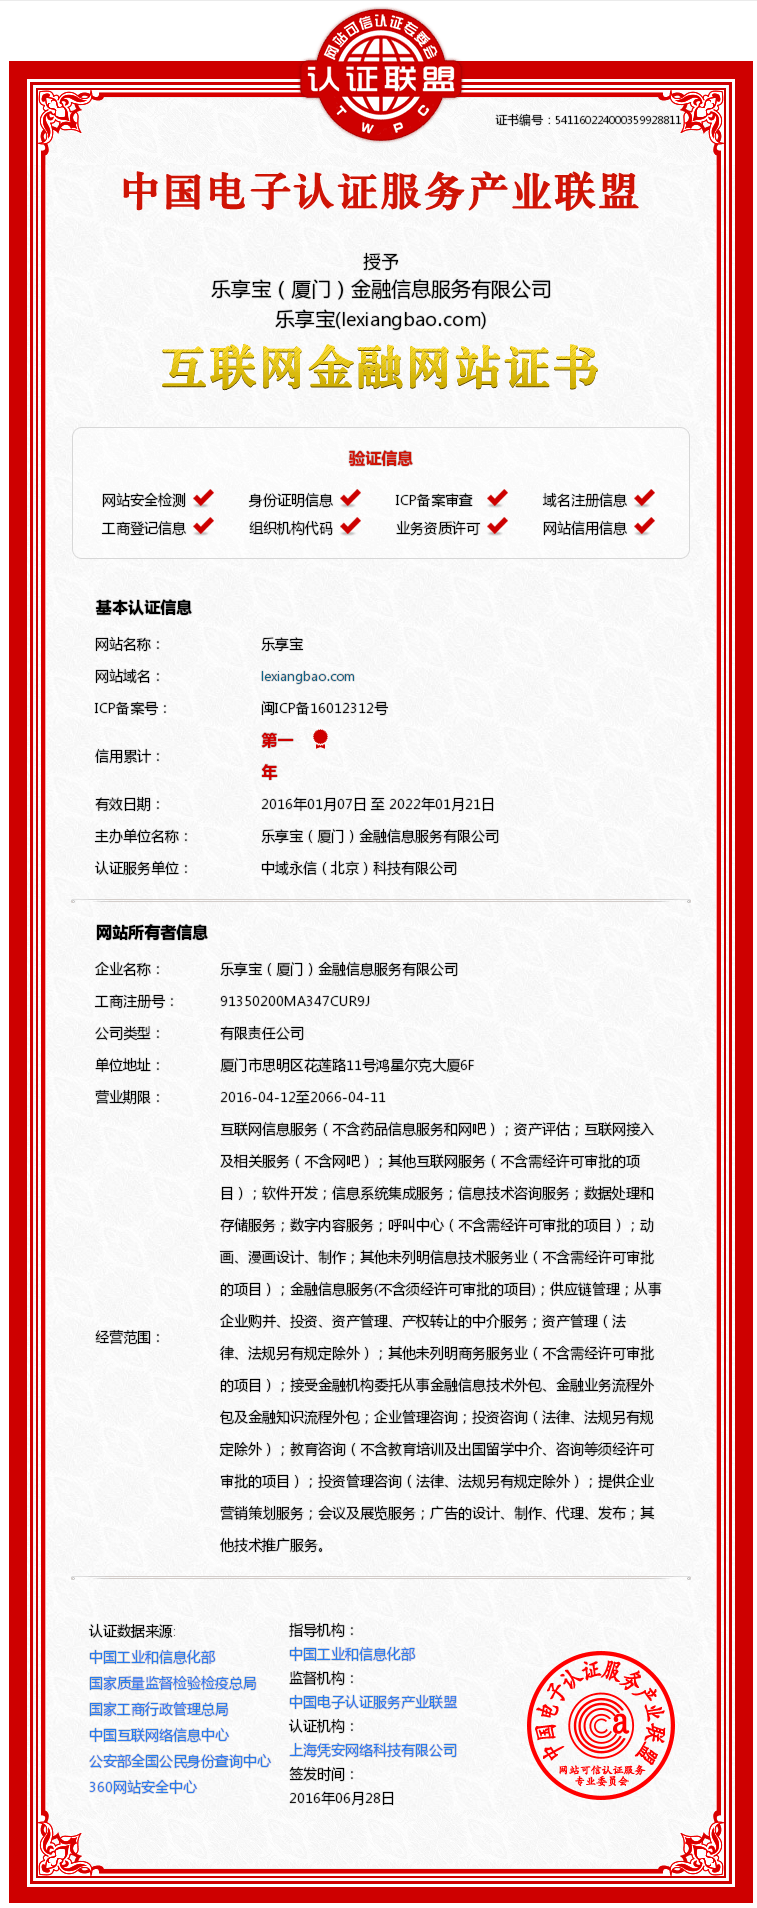 网站可信认证专委会
认证联盟
TWPC
证书编号：541160224000359928811
中国电子认证服务产业联盟
授予
乐享宝（厦门）金融信息服务有限公司
乐享宝(lexiangbao.com)
互联网金融网站证书
验证信息
网站安全检测 身份证明信息 ICP备案审查 域名注册信息
工商登记信息 组织机构代码 业务资质许可 网站信用信息
基本认证信息
网站名称： 乐享宝
网站域名： lexiangbao.com
ICP备案号： 闽ICP备16012312号
信用累计： 第一
年
有效日期： 2016年01月07日 至 2022年01月21日
主办单位名称： 乐享宝（厦门）金融信息服务有限公司
认证服务单位： 中域永信（北京）科技有限公司
网站所有者信息
企业名称： 乐享宝（厦门）金融信息服务有限公司
工商注册号： 91350200MA347CUR9J
公司类型： 有限责任公司
单位地址： 厦门市思明区花莲路11号鸿星尔克大厦6F
营业期限： 2016-04-12至2066-04-11
经营范围：
互联网信息服务（不含药品信息服务和网吧）；资产评估；互联网接入
及相关服务（不含网吧）；其他互联网服务（不含需经许可审批的项
目）；软件开发；信息系统集成服务；信息技术咨询服务；数据处理和
存储服务；数字内容服务；呼叫中心（不含需经许可审批的项目）；动
画、漫画设计、制作；其他未列明信息技术服务业（不含需经许可审批
的项目）；金融信息服务(不含须经许可审批的项目)；供应链管理；从事
企业购并、投资、资产管理、产权转让的中介服务；资产管理（法
律、法规另有规定除外）；其他未列明商务服务业（不含需经许可审批
的项目）；接受金融机构委托从事金融信息技术外包、金融业务流程外
包及金融知识流程外包；企业管理咨询；投资咨询（法律、法规另有规
定除外）；教育咨询（不含教育培训及出国留学中介、咨询等须经许可
审批的项目）；投资管理咨询（法律、法规另有规定除外）；提供企业
营销策划服务；会议及展览服务；广告的设计、制作、代理、发布；其
他技术推广服务。
认证数据来源:
中国工业和信息化部
国家质量监督检验检疫总局
国家工商行政管理总局
中国互联网络信息中心
公安部全国公民身份查询中心
360网站安全中心
指导机构：
中国工业和信息化部
监督机构：
中国电子认证服务产业联盟
认证机构：
上海凭安网络科技有限公司
签发时间：
2016年06月28日
中国电子认证服务产业联盟
网站可信认证服务
专业委员会